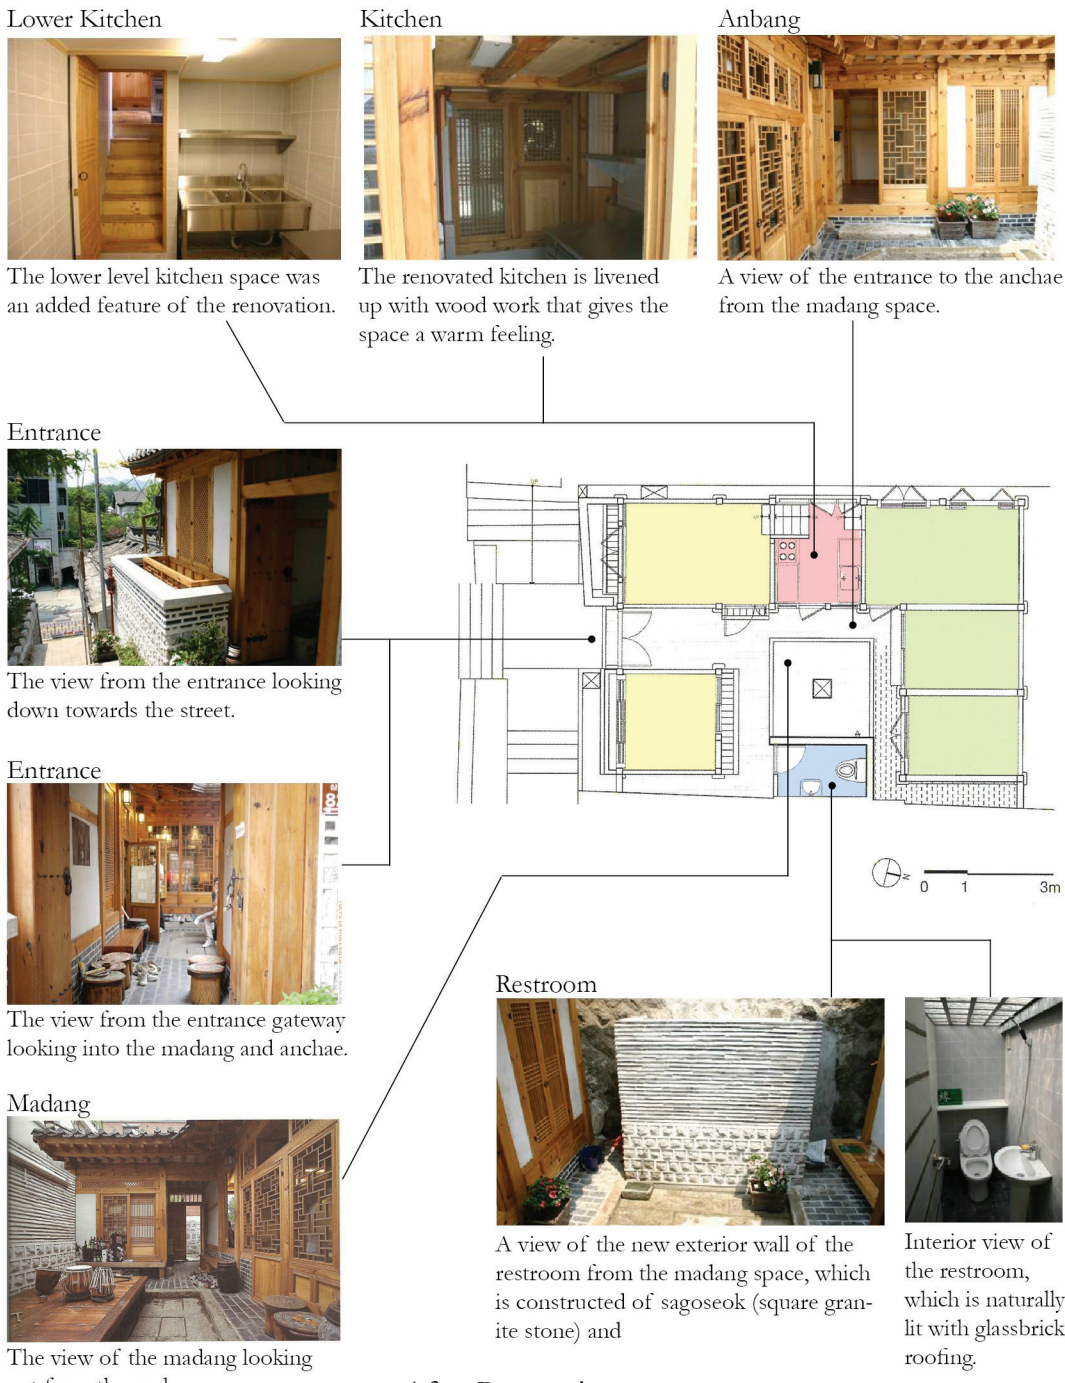 Lower Kitchen
The lower level kitchen space was
an added feature of the renovation.
Kitchen
The renovated kitchen is livened
up with wood work that gives the
space a warm feeling.
Anbang
A view of the entrance to the anchae
from the madang space.
Entrance
The view from the entrance looking
down towards the street.
UP
N
0 1 3m
Entrance
The view from the entrance gateway
looking into the madang and anchae.
Madang
The view of the madang looking
Restroom
A view of the new exterior wall of the
restroom from the madang space, which
is constructed of sagoseok (square gran-
ite stone) and
Interior view of
the restroom,
which is naturally
lit with glassbrick
roofing.